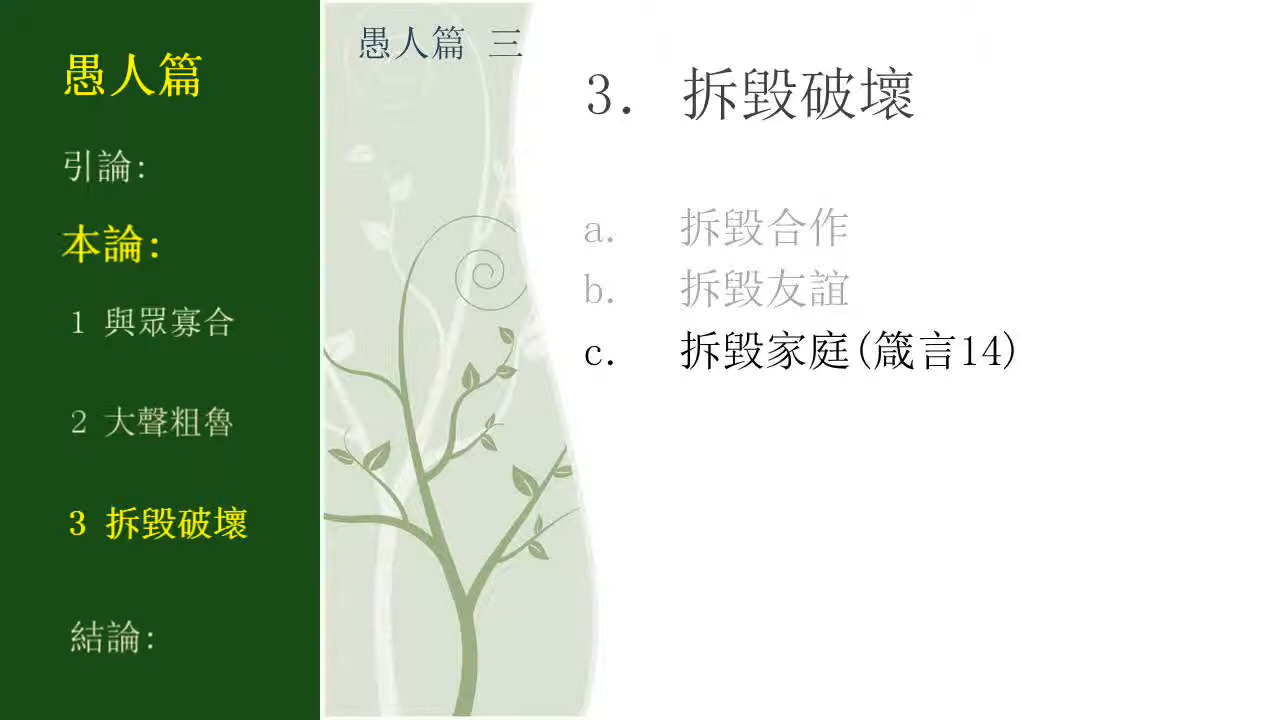 愚人篇
引論:
本論:
1 與眾寡合
2 大聲粗魯
3 拆毀破壞
結論:
愚人篇 三
3. 拆毀破壞
a. 拆毀合作
b. 拆毀友誼
c. 拆毀家庭(箴言14)